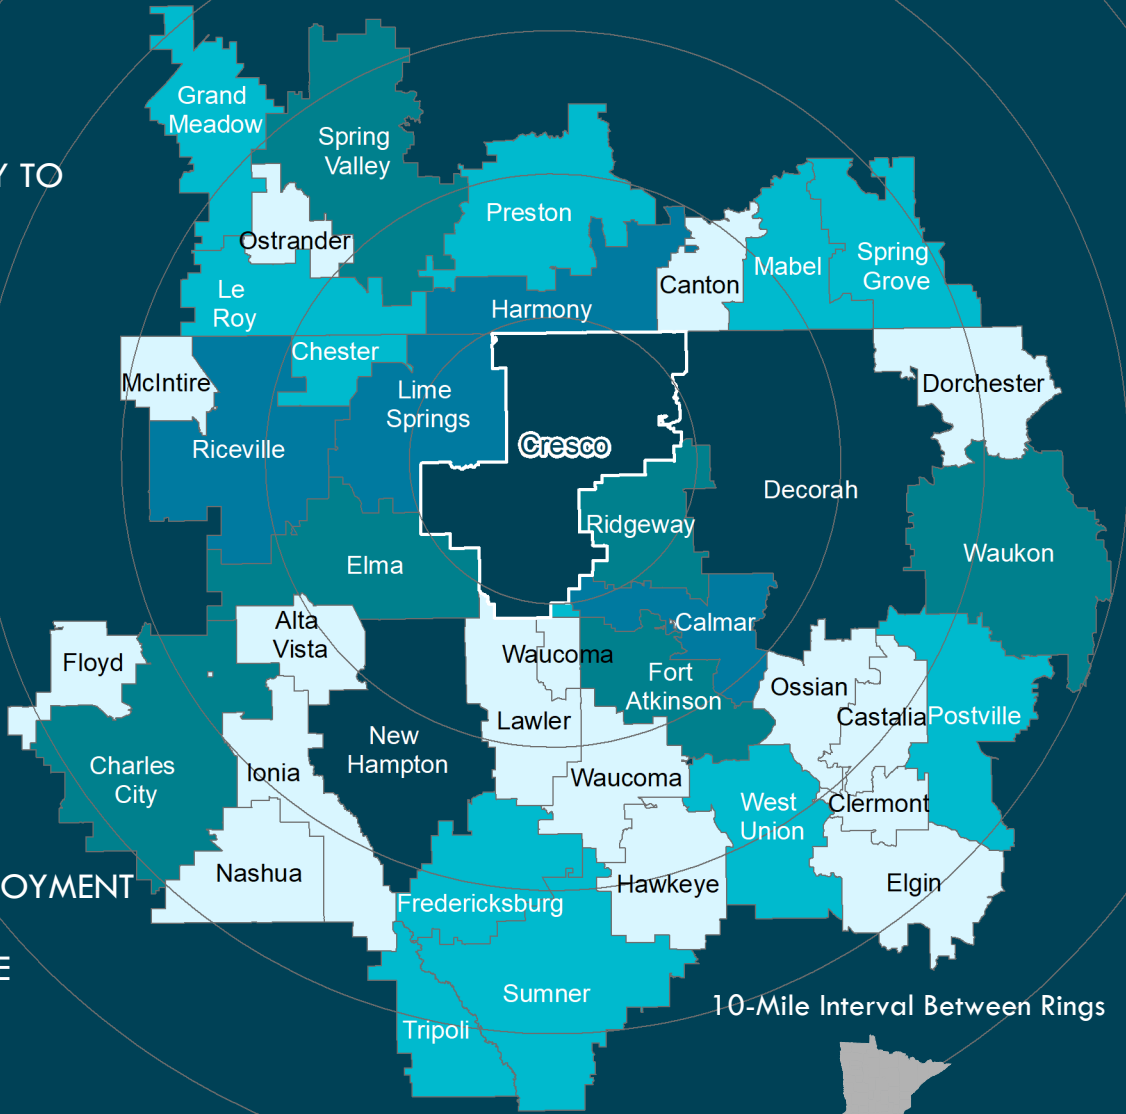 Grand
Meadow
Spring
Valley
Y TO
Preston
Ostrander
Mabel
Spring
Grove
Canton
Le
Roy
Harmony
Chester
McIntire
Lime
Springs
Dorchester
Riceville
Cresco
Decorah
Ridgeway
Waukon
Elma
Alta
Vista
Calmar
Floyd
Waucoma
Fort
Atkinson
Ossian
Lawler
Castalia
Postville
New
Hampton
Charles
City
Ionia
Waucoma
West
Union
Clermont
Nashua
OYMENT
Hawkeye
Elgin
Fredericksburg
E
Sumner
10-Mile Interval Between Rings
Tripoli